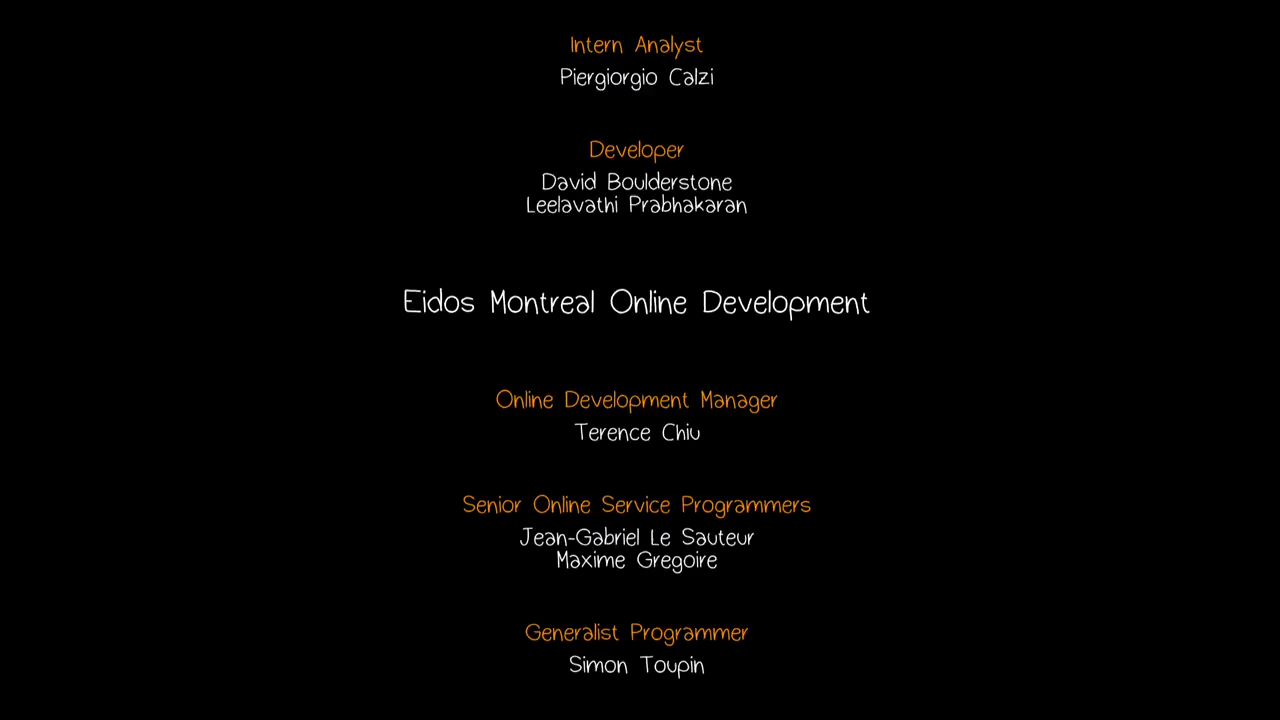 Intern Analyst
Piergiorgio Calzi
Developer
David Boulderstone
Leelavathi Prabhakaran
Eidos Montreal Online Development
Online Development Manager
Terence Chiu
Senior Online Service Programmers
Jean-Gabriel Le Sauteur
Maxime Gregoire
Generalist Programmer
Simon Toupin